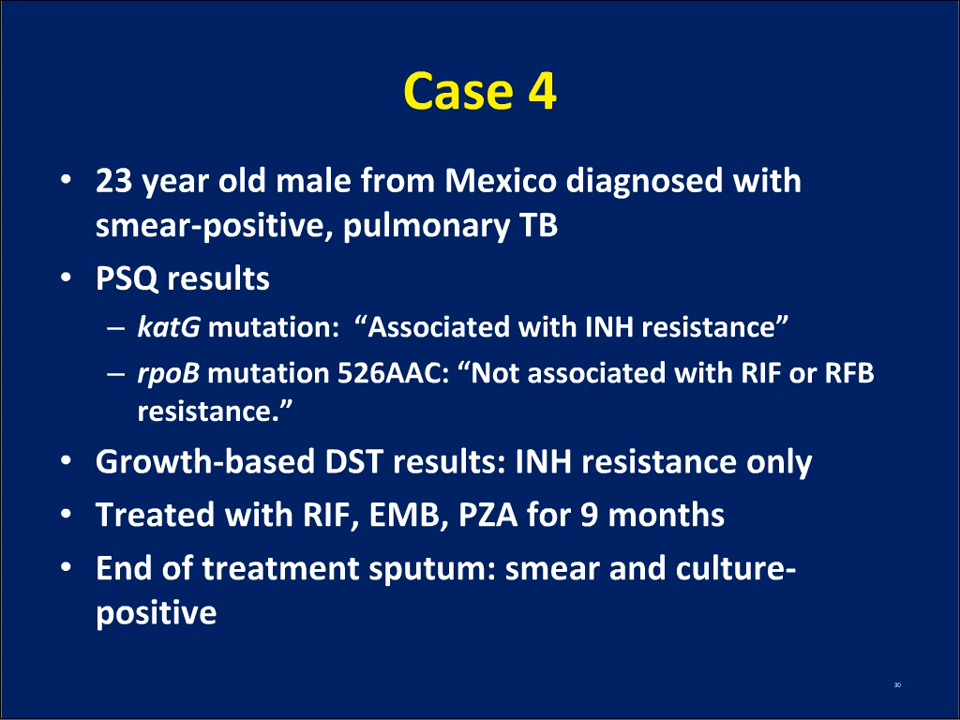 Case 4
• 23 year old male from Mexico diagnosed with
smear-positive, pulmonary TB
• PSQ results
– katG mutation:  “Associated with INH resistance”
– rpoB mutation 526AAC: “Not associated with RIF or RFB
resistance.”
• Growth-based DST results: INH resistance only
• Treated with RIF, EMB, PZA for 9 months
• End of treatment sputum: smear and culture-
positive
30